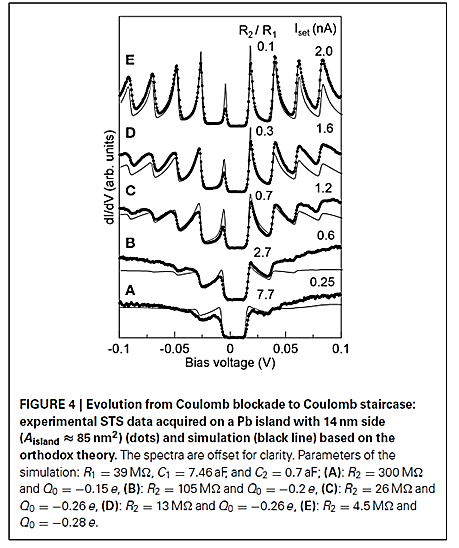 R2 / R1 Iset (nA)
E 0.1 2.0
D 0.3 1.6
C 0.7 1.2
B 2.7 0.6
A 7.7 0.25
dI/dV (arb. units)
-0.1 -0.05 0 0.05 0.1
Bias voltage (V)
FIGURE 4 | Evolution from Coulomb blockade to Coulomb staircase:
experimental STS data acquired on a Pb island with 14 nm side
(Aisland ≈ 85 nm²) (dots) and simulation (black line) based on the
orthodox theory. The spectra are offset for clarity. Parameters of the
simulation: R1 = 39 MΩ, C1 = 7.46 aF, and C2 = 0.7 aF; (A): R2 = 300 MΩ
and Q0 = −0.15 e, (B): R2 = 105 MΩ and Q0 = −0.2 e, (C): R2 = 26 MΩ and
Q0 = −0.26 e, (D): R2 = 13 MΩ and Q0 = −0.26 e, (E): R2 = 4.5 MΩ and
Q0 = −0.28 e.